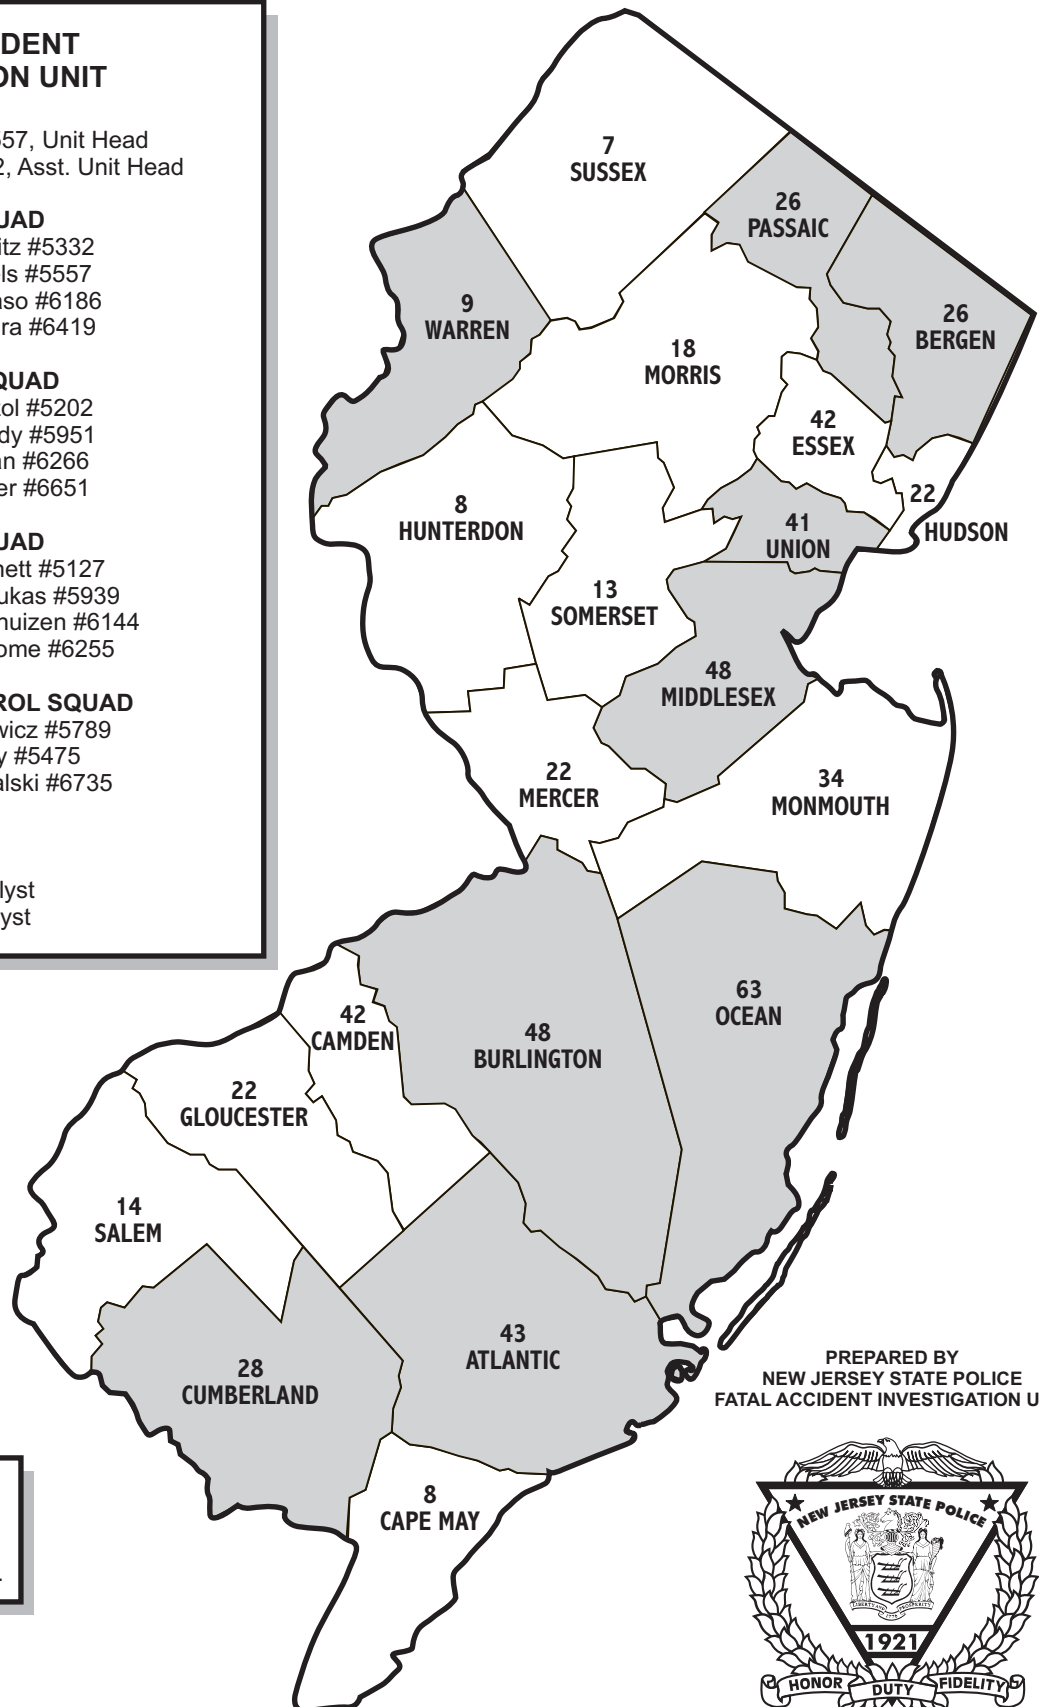 DENT
ON UNIT
557, Unit Head
2, Asst. Unit Head
UAD
itz #5332
ls #5557
aso #6186
ra #6419
QUAD
ol #5202
dy #5951
an #6266
er #6651
UAD
nett #5127
ukas #5939
huizen #6144
ome #6255
ROL SQUAD
wicz #5789
y #5475
alski #6735
lyst
yst
7
SUSSEX
26
PASSAIC
26
BERGEN
9
WARREN
18
MORRIS
42
ESSEX
22
HUDSON
8
HUNTERDON
41
UNION
13
SOMERSET
48
MIDDLESEX
22
MERCER
34
MONMOUTH
63
OCEAN
42
CAMDEN
48
BURLINGTON
22
GLOUCESTER
14
SALEM
43
ATLANTIC
28
CUMBERLAND
8
CAPE MAY
PREPARED BY
NEW JERSEY STATE POLICE
FATAL ACCIDENT INVESTIGATION U
NEW JERSEY STATE POLICE
LIBERTY AND PROSPERITY
1776
1921
HONOR DUTY FIDELITY